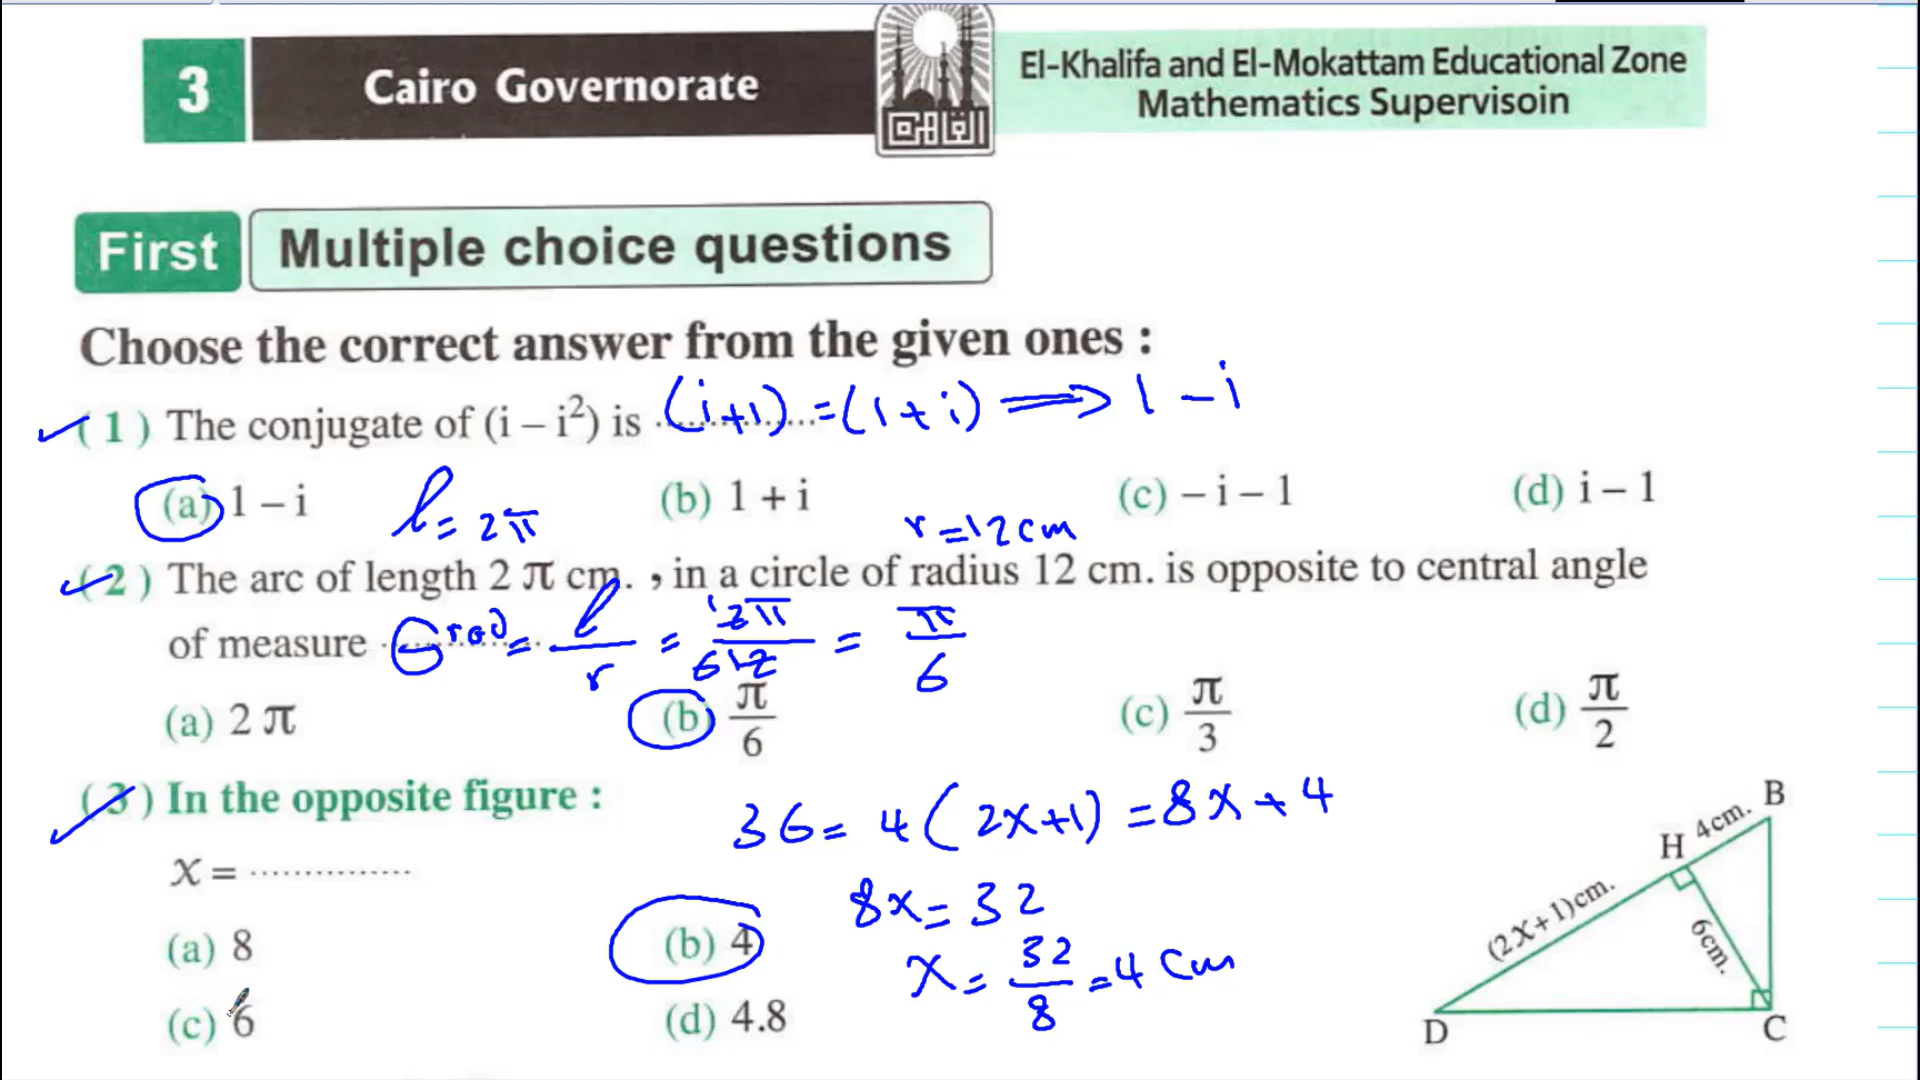 3 Cairo Governorate
El-Khalifa and El-Mokattam Educational Zone
Mathematics Supervisoin
القاهرة
First Multiple choice questions
Choose the correct answer from the given ones :
(1) The conjugate of (i – i²) is ............... (i+1) = (1+i) ⟹ 1 – i
(a) 1 – i (b) 1 + i (c) – i – 1 (d) i – 1
l = 2π r = 12 cm
(2) The arc of length 2 π cm. , in a circle of radius 12 cm. is opposite to central angle
of measure ............... θ^rad = l/r = 2π/12 = π/6
(a) 2 π (b) π/6 (c) π/3 (d) π/2
(3) In the opposite figure :
36 = 4 (2x+1) = 8x + 4
x = ...............
8x = 32
(a) 8 (b) 4
x = 32/8 = 4 cm
(c) 6 (d) 4.8
B
4cm.
H
(2x+1)cm.
6cm.
D C